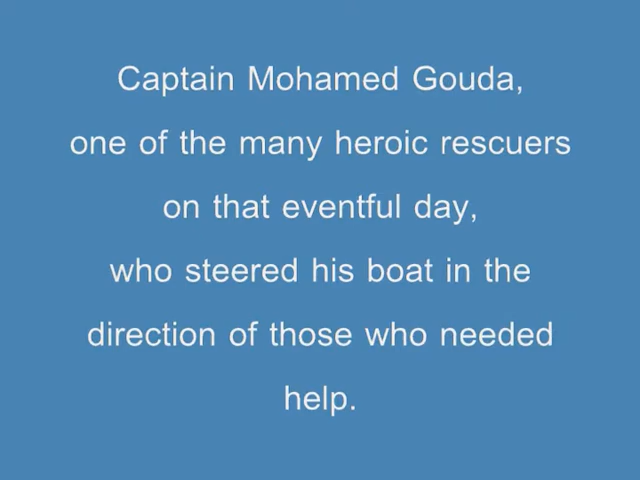 Captain Mohamed Gouda,
one of the many heroic rescuers
on that eventful day,
who steered his boat in the
direction of those who needed
help.